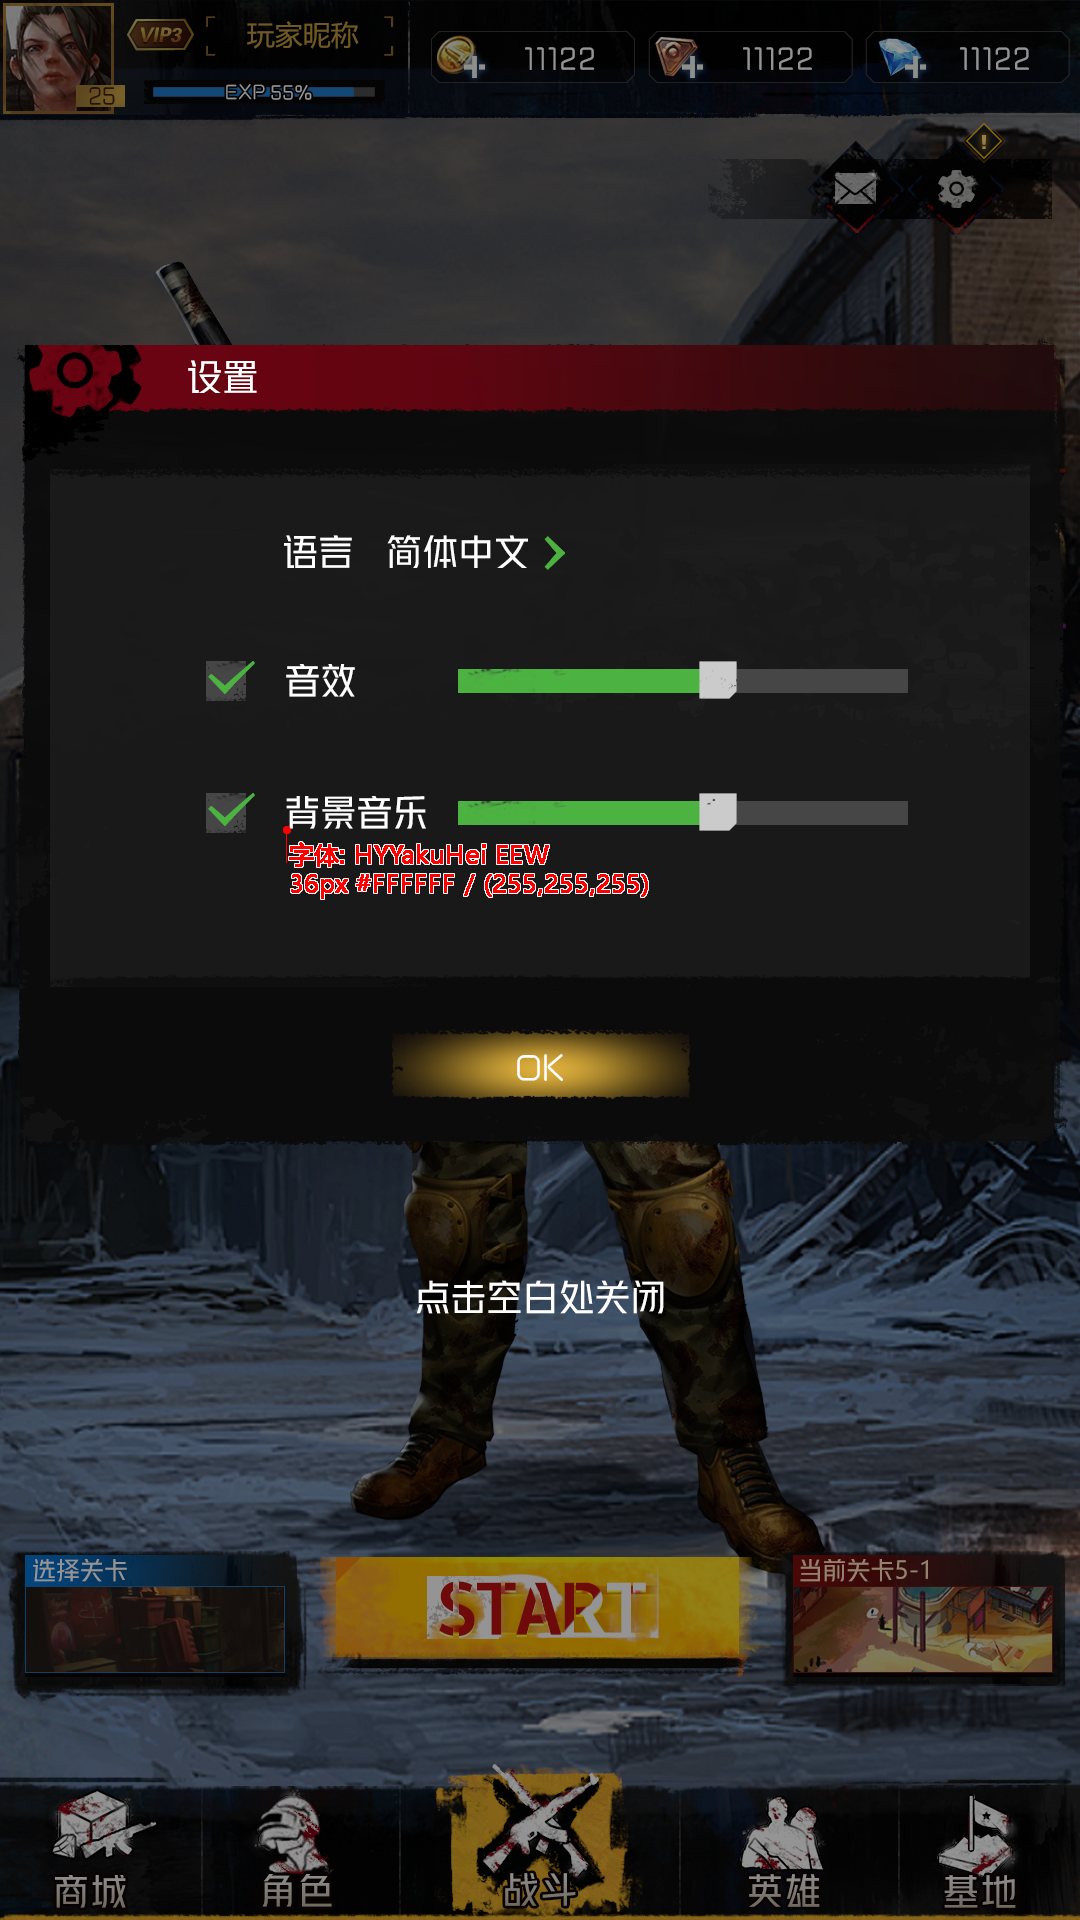 VIP3 玩家昵称
25
EXP 55%
11122
11122
11122
设置
语言 简体中文
音效
背景音乐
字体: HYYakuHei EEW
36px #FFFFFF / (255,255,255)
OK
点击空白处关闭
选择关卡
START
当前关卡5-1
商城
角色
战斗
英雄
基地